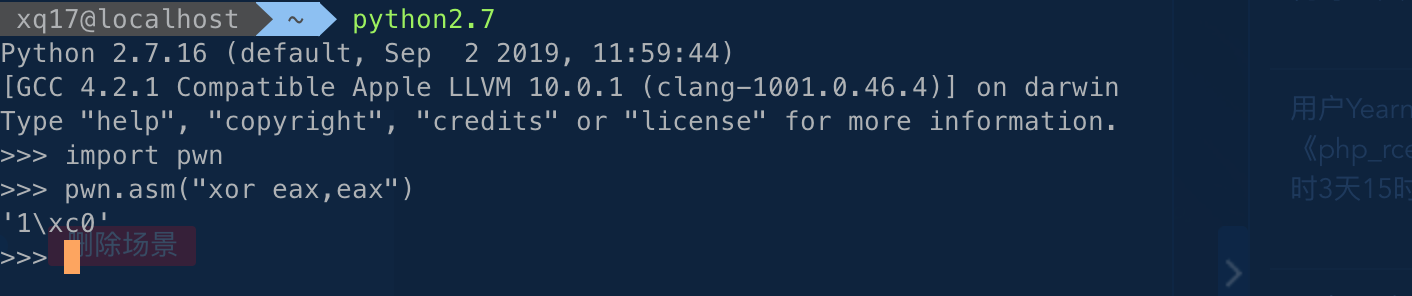 xq17@localhost ~ python2.7
Python 2.7.16 (default, Sep  2 2019, 11:59:44)
[GCC 4.2.1 Compatible Apple LLVM 10.0.1 (clang-1001.0.46.4)] on darwin
Type "help", "copyright", "credits" or "license" for more information.
>>> import pwn
>>> pwn.asm("xor eax,eax")
'1\xc0'
>>>
删除场景
用户Yearn
《php_rce
时3天15时